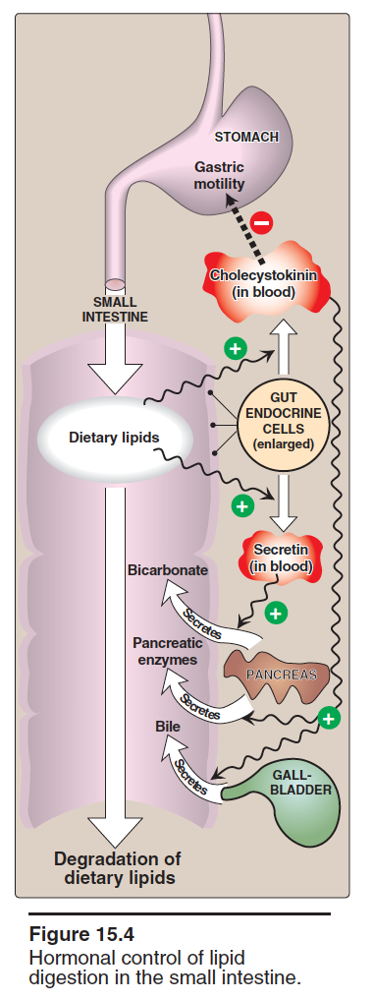 STOMACH
Gastric
motility
−
Cholecystokinin
(in blood)
SMALL
INTESTINE
+
GUT
ENDOCRINE
CELLS
(enlarged)
Dietary lipids
+
Secretin
(in blood)
Bicarbonate
+
Secretes
Pancreatic
enzymes
PANCREAS
Secretes
+
Bile
Secretes
GALL-
BLADDER
Degradation of
dietary lipids
Figure 15.4
Hormonal control of lipid
digestion in the small intestine.